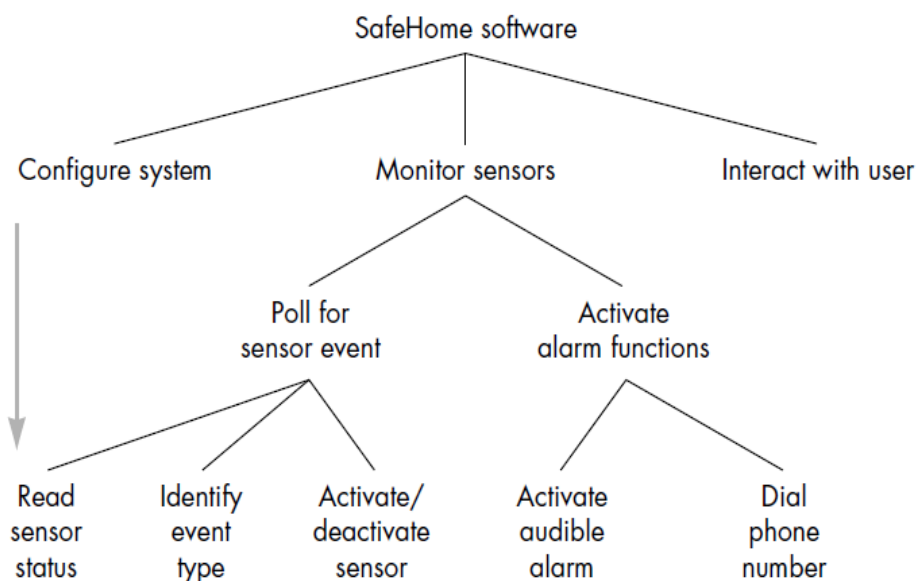 SafeHome software
Configure system
Monitor sensors
Interact with user
Poll for
sensor event
Activate
alarm functions
Read
sensor
status
Identify
event
type
Activate/
deactivate
sensor
Activate
audible
alarm
Dial
phone
number